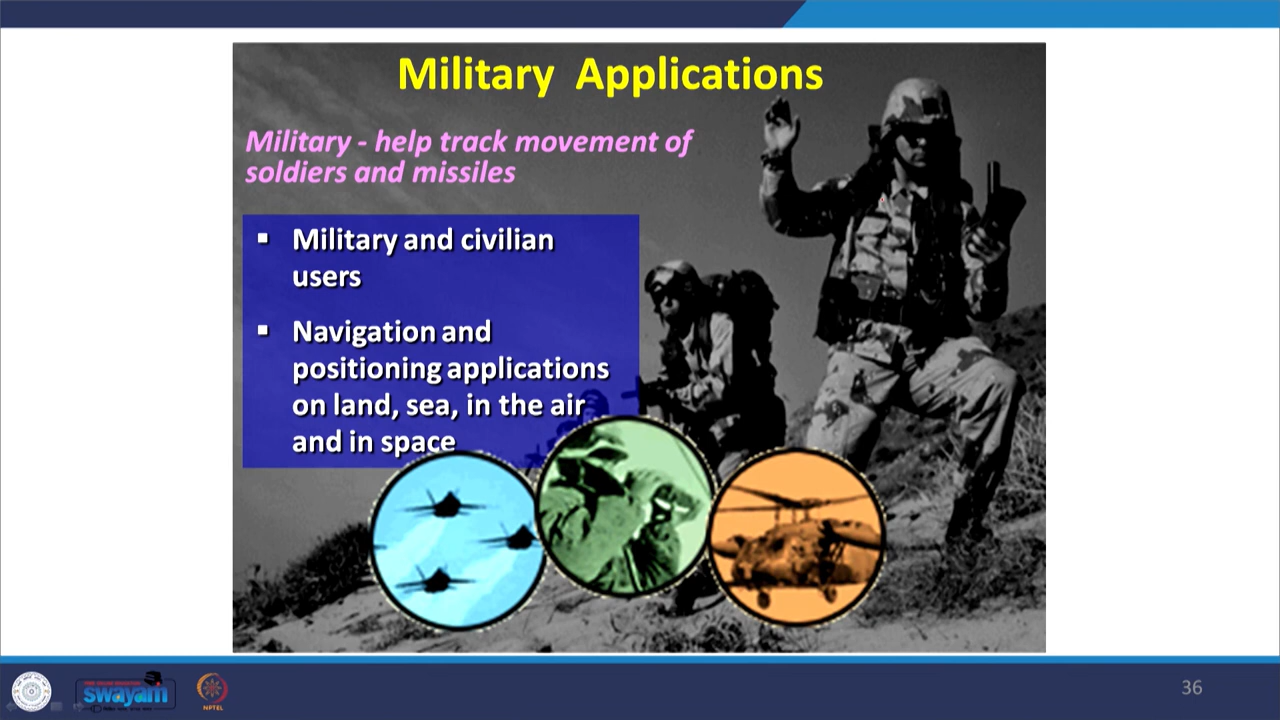 Military Applications
Military - help track movement of
soldiers and missiles
▪ Military and civilian
users
▪ Navigation and
positioning applications
on land, sea, in the air
and in space
swayam
NPTEL
36